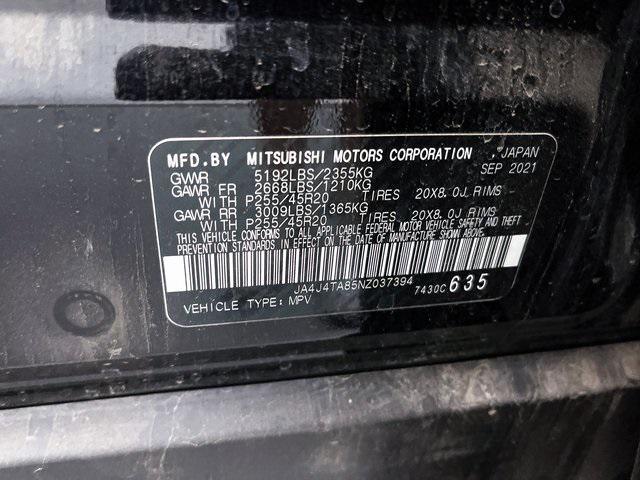 MFD.BY MITSUBISHI MOTORS CORPORATION , JAPAN
GVWR 5192LBS/2355KG SEP 2021
GAWR FR 2668LBS/1210KG
WITH P255/45R20 TIRES 20X8.0J RIMS
GAWR RR 3009LBS/1365KG
WITH P255/45R20 TIRES 20X8.0J RIMS
THIS VEHICLE CONFORMS TO ALL APPLICABLE FEDERAL MOTOR VEHICLE SAFETY AND THEFT
PREVENTION STANDARDS IN EFFECT ON THE DATE OF MANUFACTURE SHOWN ABOVE.
JA4J4TA85NZ037394 7430C 635
VEHICLE TYPE: MPV